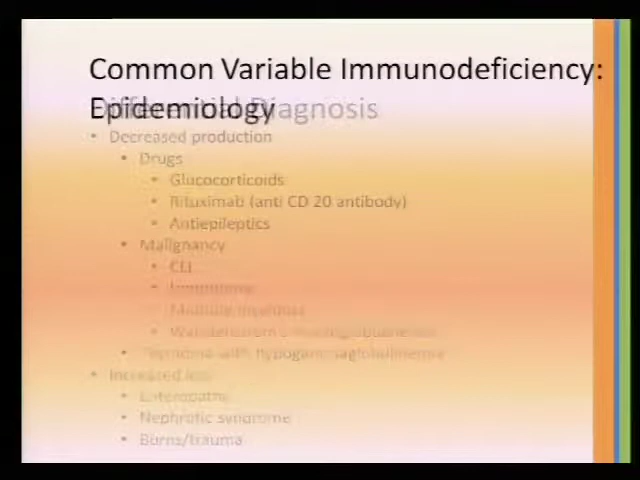 Common Variable Immunodeficiency:
Epidemiology
Differential Diagnosis
• Decreased production
• Drugs
• Glucocorticoids
• Rituximab (anti CD 20 antibody)
• Antiepileptics
• Malignancy
• CLL
• Lymphoma
• Multiple myeloma
• Waldenstrom's macroglobulinemia
• Thymoma with hypogammaglobulinemia
• Increased loss
• Enteropathy
• Nephrotic syndrome
• Burns/trauma